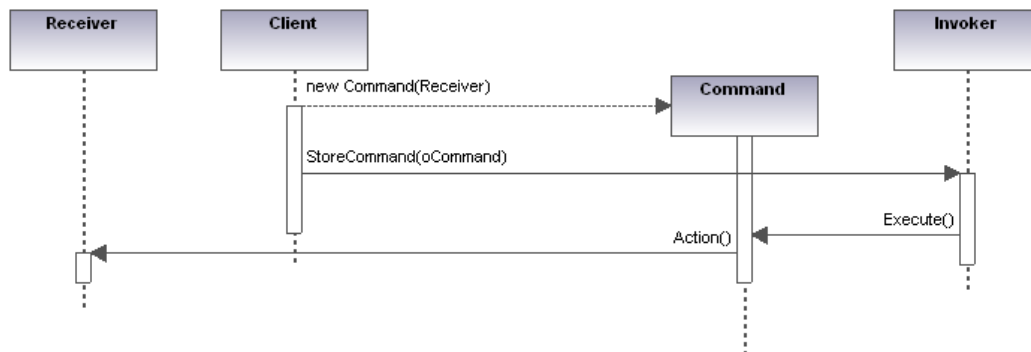 Receiver
Client
Invoker
new Command(Receiver)
Command
StoreCommand(oCommand)
Execute()
Action()